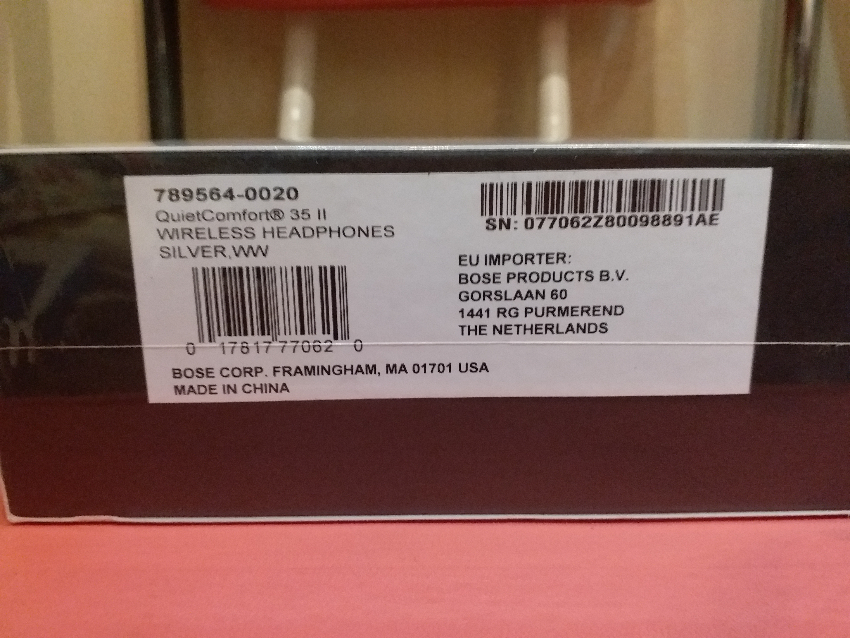 789564-0020
QuietComfort® 35 II
WIRELESS HEADPHONES
SILVER,WW
0 17817 77062 0
BOSE CORP. FRAMINGHAM, MA 01701 USA
MADE IN CHINA
SN: 077062Z80098891AE
EU IMPORTER:
BOSE PRODUCTS B.V.
GORSLAAN 60
1441 RG PURMEREND
THE NETHERLANDS